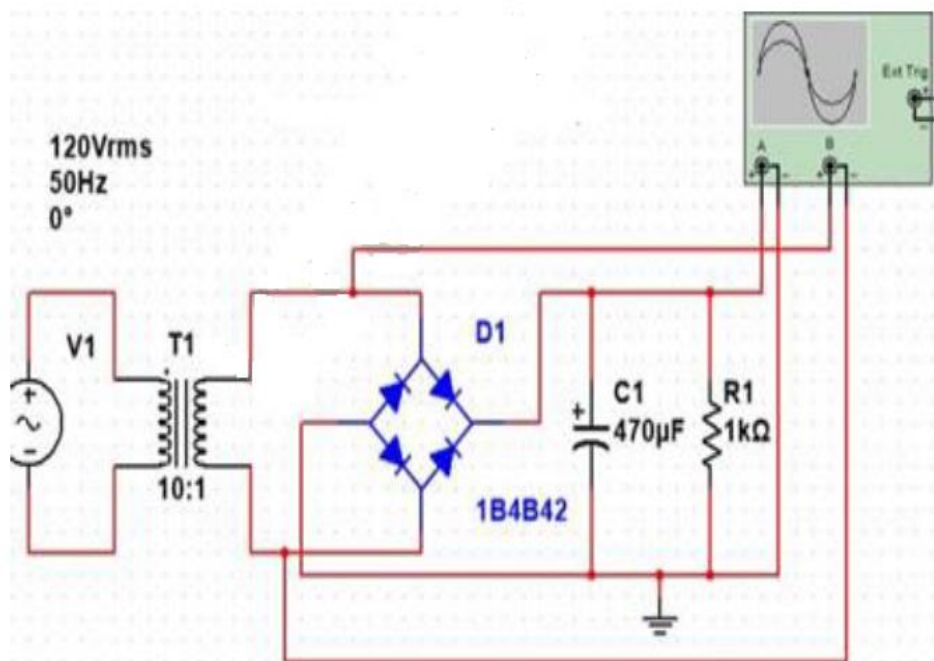 Ext Trig
+
−
A
B
+ − + −
120Vrms
50Hz
0°
V1
T1
D1
+
−
10:1
1B4B42
+
C1
470µF
R1
1kΩ